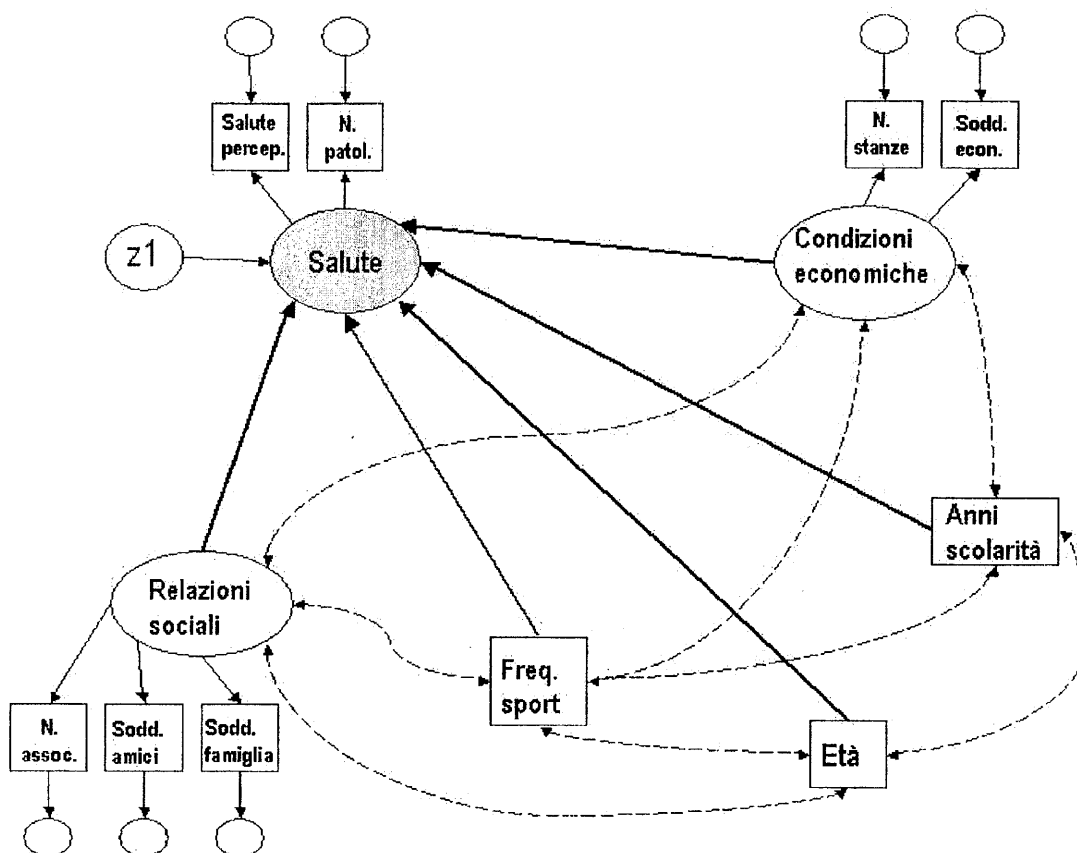 Salute
percep.
N.
patol.
N.
stanze
Sodd.
econ.
z1
Salute
Condizioni
economiche
Anni
scolarità
Relazioni
sociali
Freq.
sport
Età
N.
assoc.
Sodd.
amici
Sodd.
famiglia